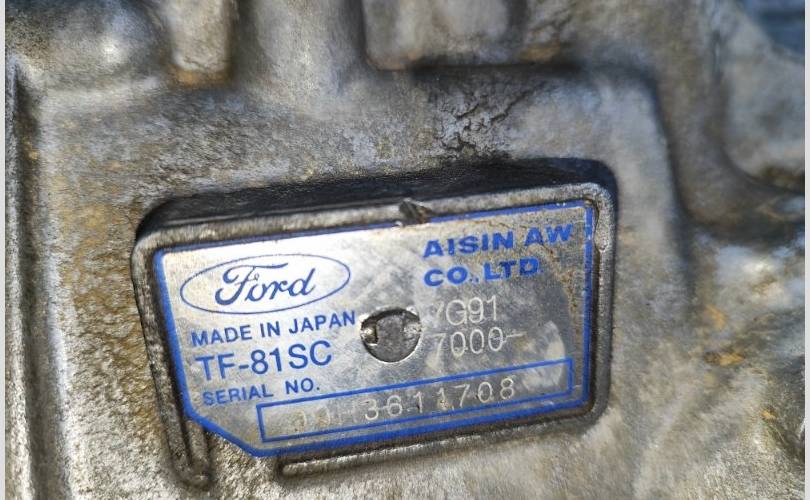 Ford
AISIN AW
CO.,LTD
MADE IN JAPAN
TF-81SC
7G91
7000-
SERIAL NO.
3611708